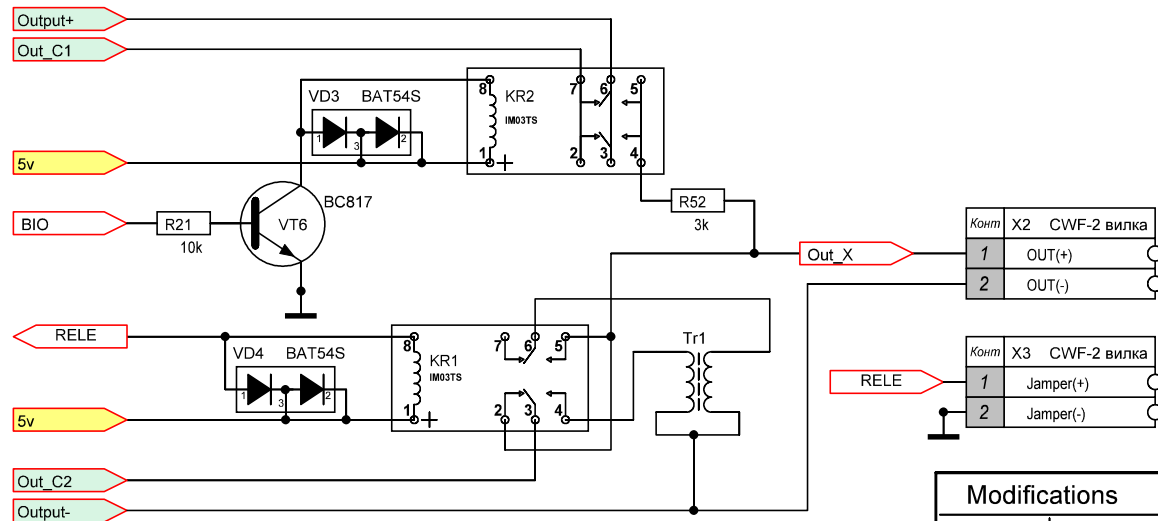 Output+
Out_C1
8 7 6 5
VD3 BAT54S
KR2
IM03TS
1 3 2
1 + 2 3 4
5v
BC817
R52
3k
BIO
R21
10k
VT6
Конт X2 CWF-2 вилка
Out_X
1 OUT(+)
2 OUT(-)
RELE
8 7 6 5
VD4 BAT54S
KR1
IM03TS
Tr1
Конт X3 CWF-2 вилка
RELE
1 Jamper(+)
2 Jamper(-)
1 3 2
1 + 2 3 4
5v
Out_C2
Output-
Modifications